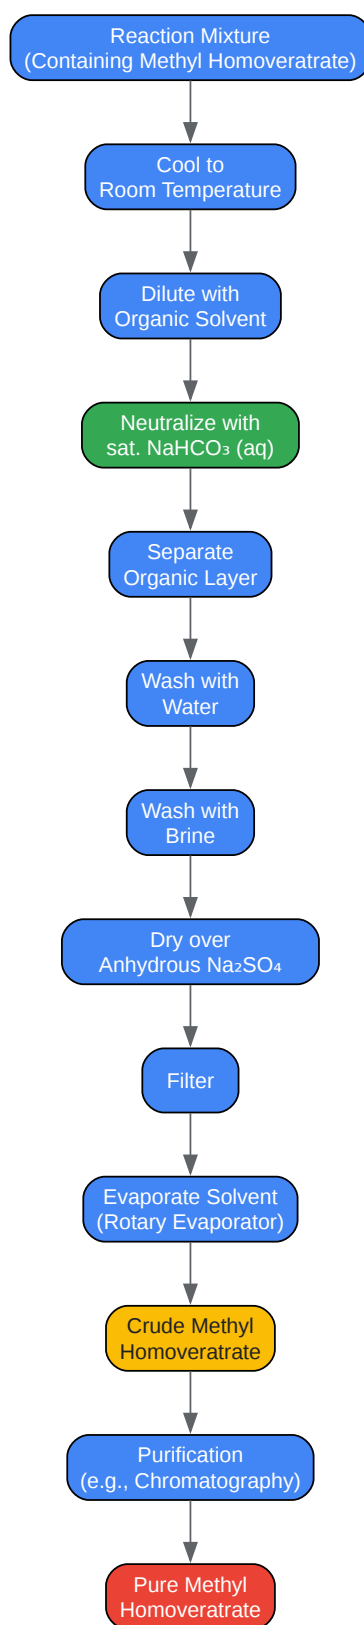 Reaction Mixture
(Containing Methyl Homoveratrate)
Cool to
Room Temperature
Dilute with
Organic Solvent
Neutralize with
sat. NaHCO₃ (aq)
Separate
Organic Layer
Wash with
Water
Wash with
Brine
Dry over
Anhydrous Na₂SO₄
Filter
Evaporate Solvent
(Rotary Evaporator)
Crude Methyl
Homoveratrate
Purification
(e.g., Chromatography)
Pure Methyl
Homoveratrate